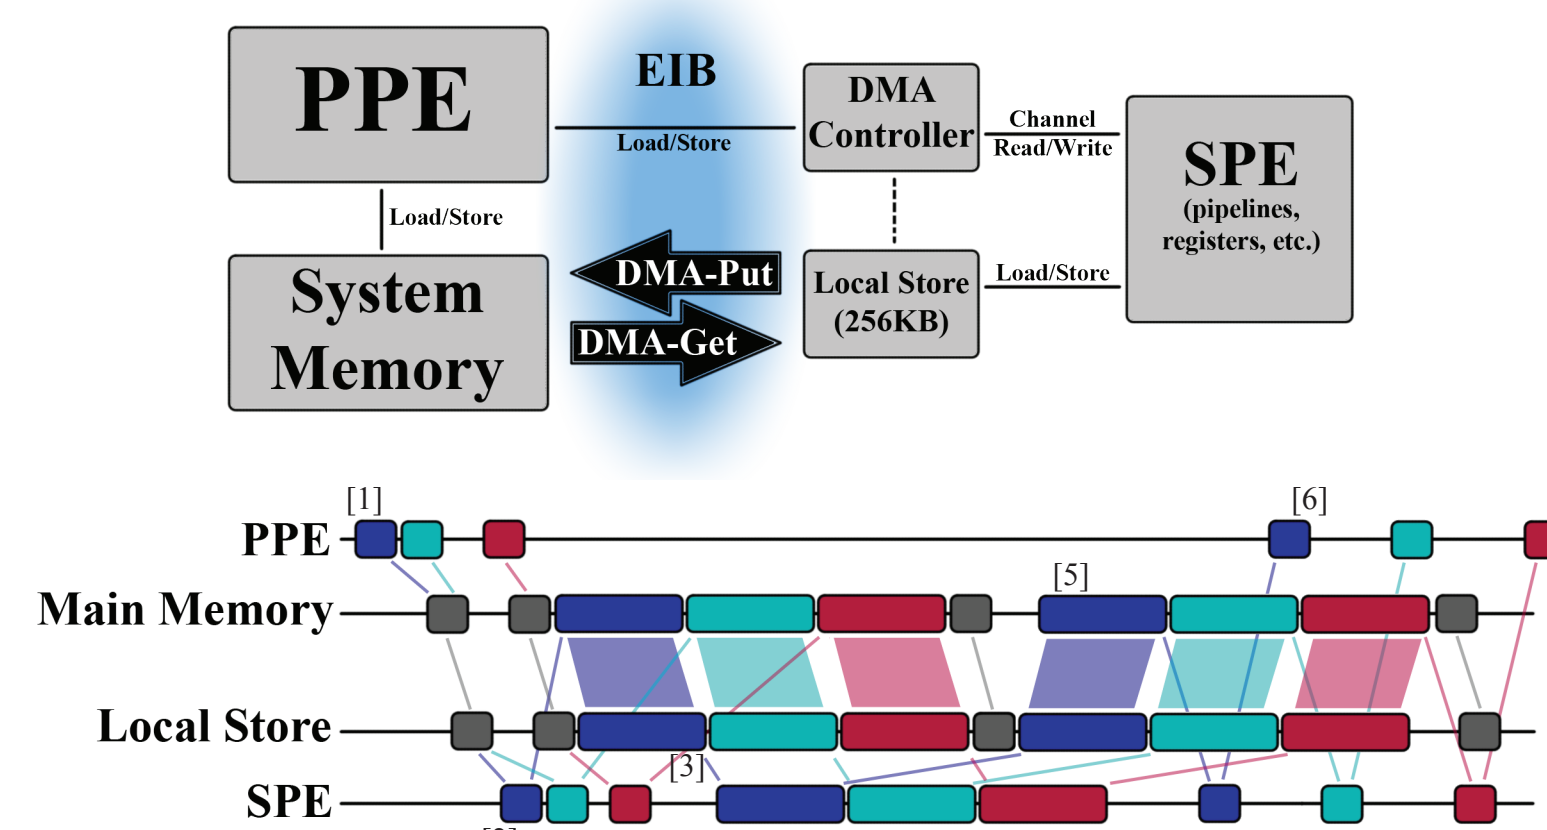 PPE
EIB
Load/Store
DMA
Controller
Channel
Read/Write
SPE
(pipelines,
registers, etc.)
Load/Store
System
Memory
DMA-Put
DMA-Get
Local Store
(256KB)
Load/Store
[1]
[6]
PPE
[5]
Main Memory
Local Store
[3]
SPE